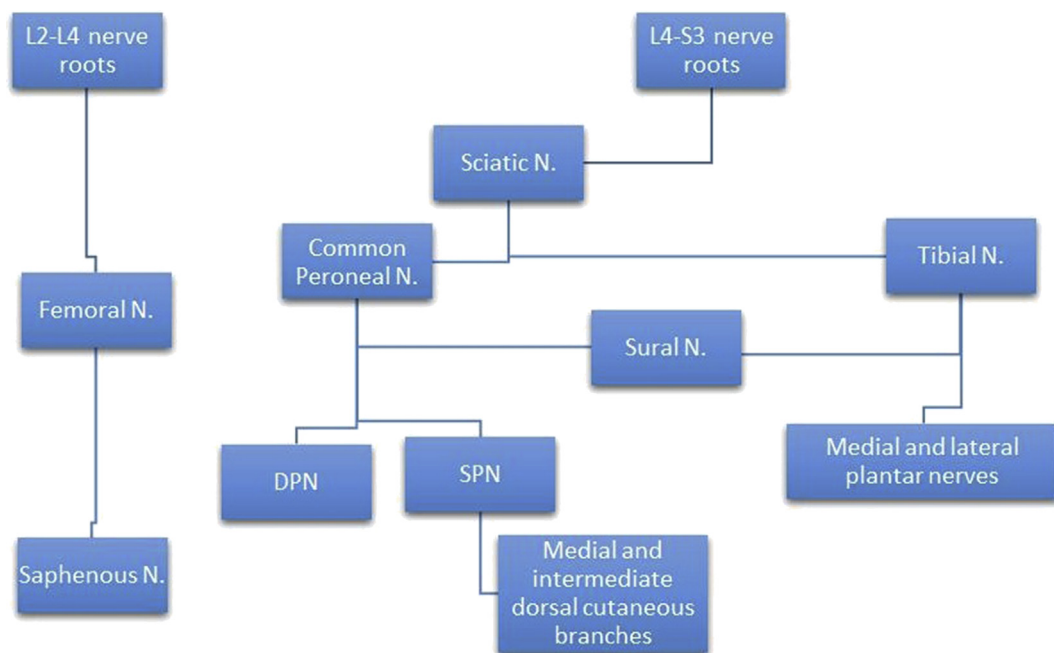 L2-L4 nerve
roots
L4-S3 nerve
roots
Sciatic N.
Common
Peroneal N.
Tibial N.
Femoral N.
Sural N.
DPN
SPN
Medial and lateral
plantar nerves
Saphenous N.
Medial and
intermediate
dorsal cutaneous
branches